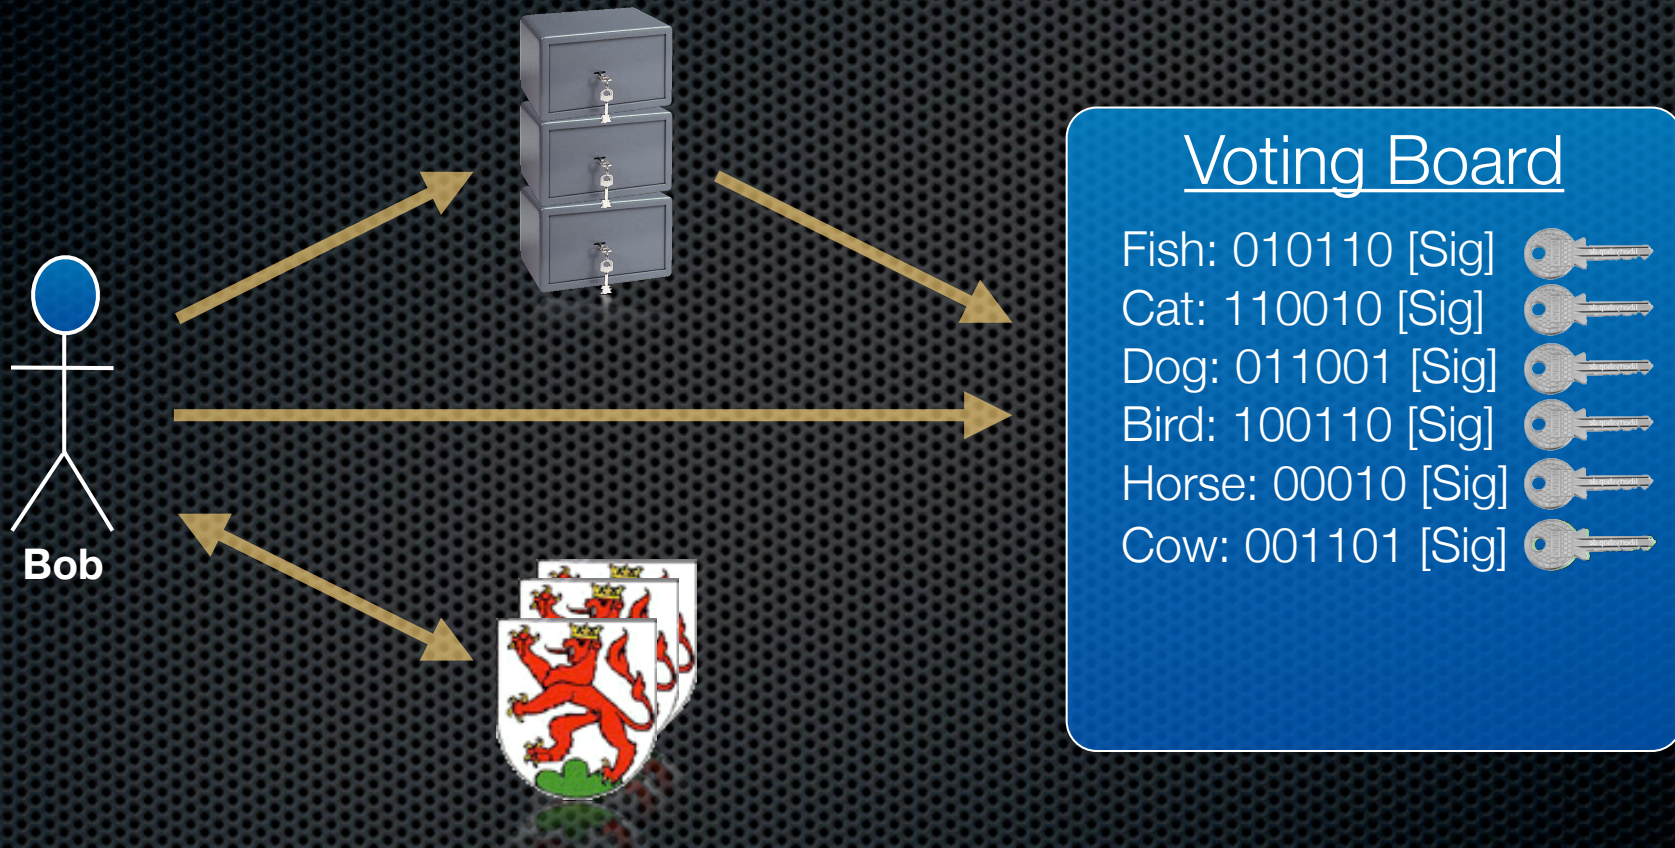 Voting Board
Fish: 010110 [Sig]
Cat: 110010 [Sig]
Dog: 011001 [Sig]
Bird: 100110 [Sig]
Horse: 00010 [Sig]
Cow: 001101 [Sig]
Bob